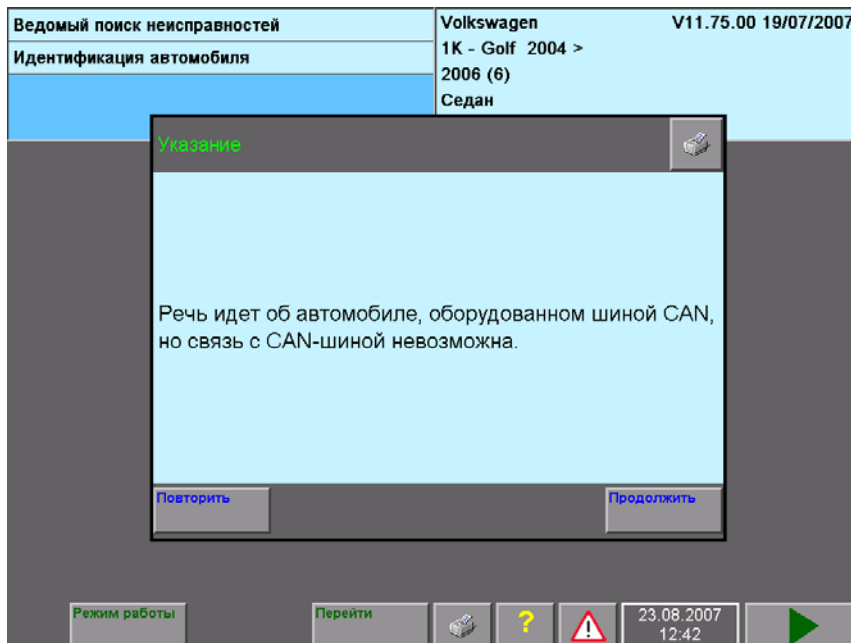 Ведомый поиск неисправностей
Идентификация автомобиля
Volkswagen V11.75.00 19/07/2007
1K - Golf 2004 >
2006 (6)
Седан
Указание
Речь идет об автомобиле, оборудованном шиной CAN,
но связь с CAN-шиной невозможна.
Повторить
Продолжить
Режим работы
Перейти
?
23.08.2007
12:42